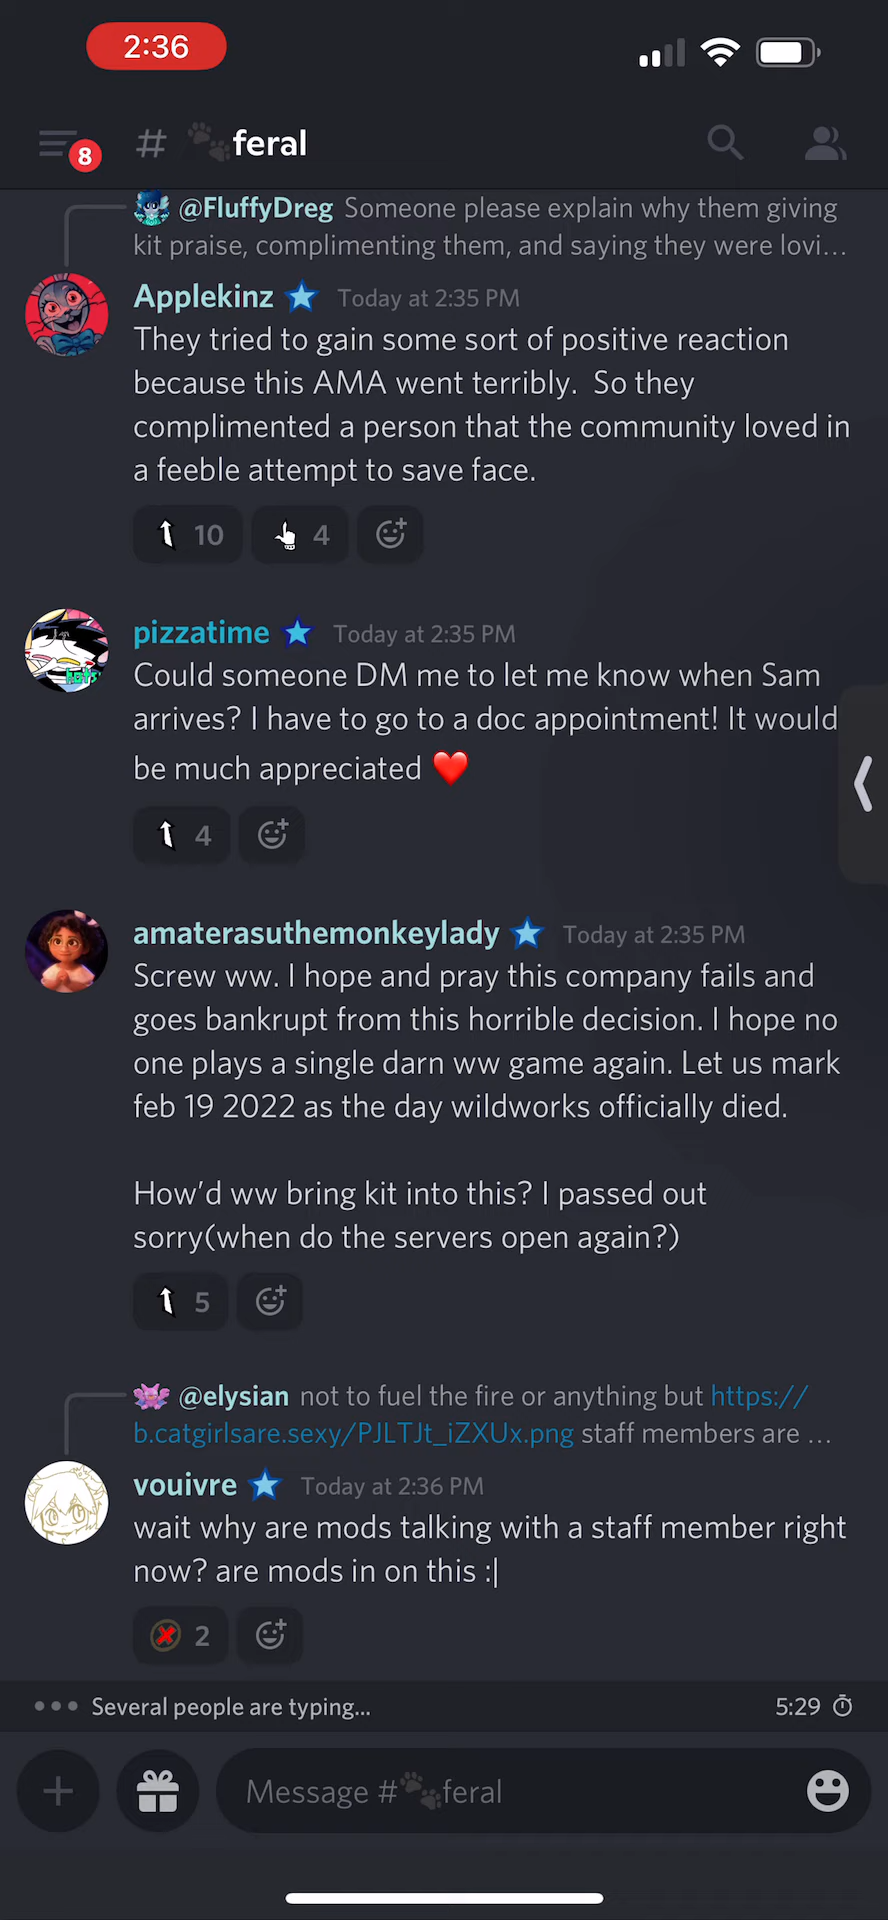 2:36
8
# 🐾feral
@FluffyDreg Someone please explain why them giving
kit praise, complimenting them, and saying they were lovi...
Applekinz Today at 2:35 PM
They tried to gain some sort of positive reaction
because this AMA went terribly.  So they
complimented a person that the community loved in
a feeble attempt to save face.
10 4
pizzatime Today at 2:35 PM
Could someone DM me to let me know when Sam
arrives? I have to go to a doc appointment! It would
be much appreciated ❤️
4
amaterasuthemonkeylady Today at 2:35 PM
Screw ww. I hope and pray this company fails and
goes bankrupt from this horrible decision. I hope no
one plays a single darn ww game again. Let us mark
feb 19 2022 as the day wildworks officially died.
How'd ww bring kit into this? I passed out
sorry(when do the servers open again?)
5
@elysian not to fuel the fire or anything but https://
b.catgirlsare.sexy/PJLTJt_iZXUx.png staff members are ...
vouivre Today at 2:36 PM
wait why are mods talking with a staff member right
now? are mods in on this :|
2
Several people are typing... 5:29
Message #🐾feral